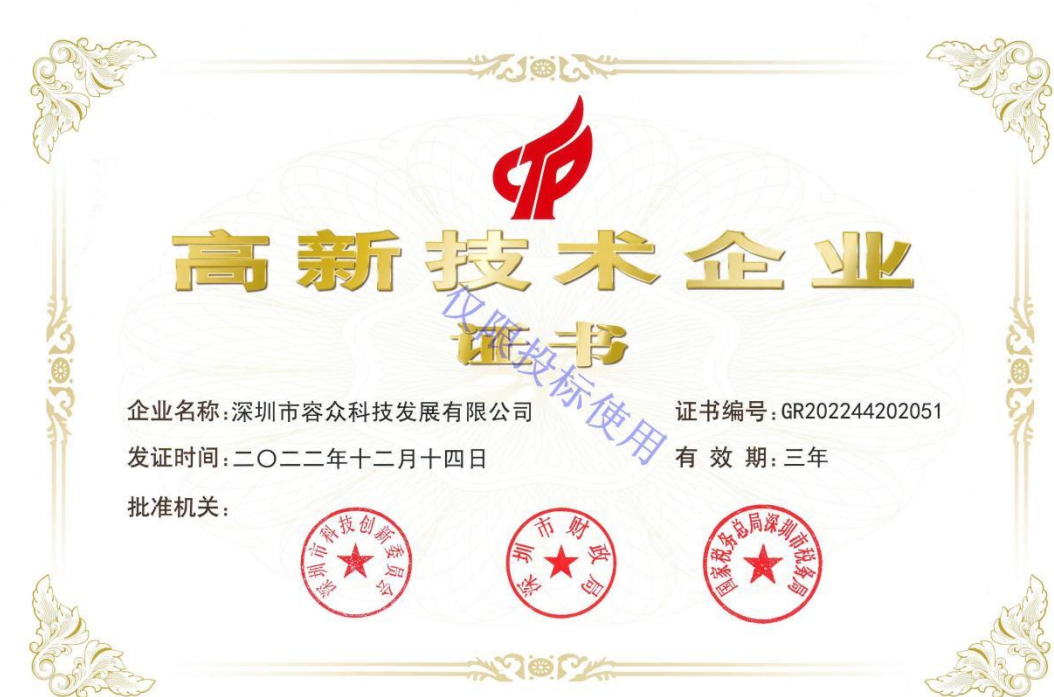 CTP
高新技术企业
证书
仅限投标使用
企业名称:深圳市容众科技发展有限公司
证书编号:GR202244202051
发证时间:二〇二二年十二月十四日
有效期:三年
批准机关:
深圳市科技创新委员会
深圳市财政局
国家税务总局深圳市税务局